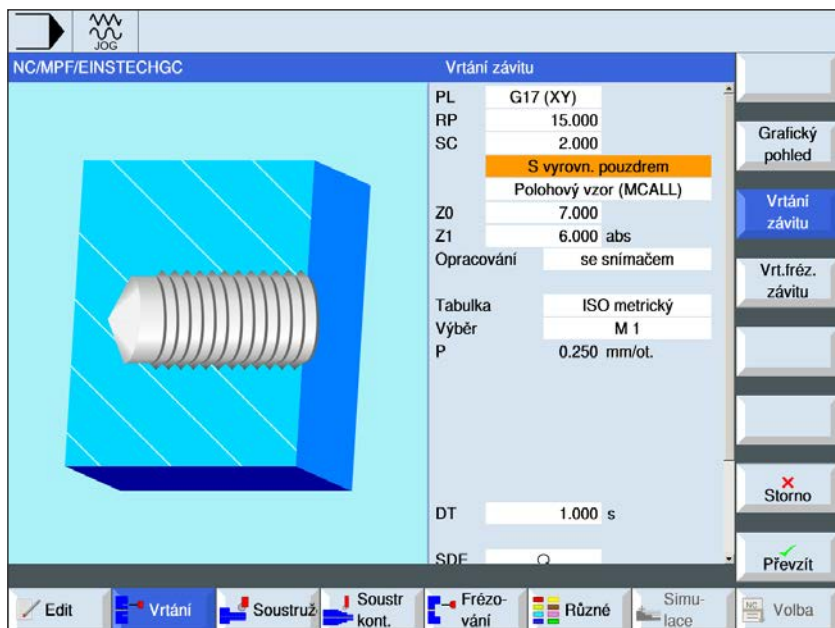 JOG
NC/MPF/EINSTECHGC
Vrtání závitu
PL G17 (XY)
RP 15.000
SC 2.000
S vyrovn. pouzdrem
Polohový vzor (MCALL)
Z0 7.000
Z1 6.000 abs
Opracování se snímačem
Tabulka ISO metrický
Výběr M 1
P 0.250 mm/ot.
DT 1.000 s
SDE
Grafický
pohled
Vrtání
závitu
Vrt.fréz.
závitu
Storno
Převzít
Edit
Vrtání
Soustruž
Soustr
kont.
Frézo-
vání
Různé
Simu-
lace
NC
Volba